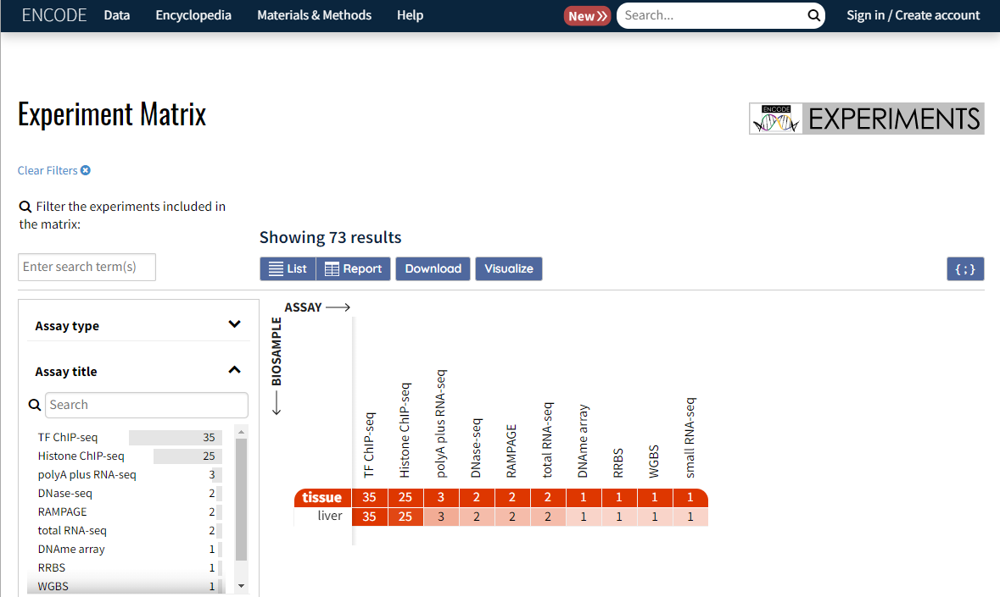 ENCODE Data Encyclopedia Materials & Methods Help New Search... Sign in / Create account
Experiment Matrix
ENCODE EXPERIMENTS
Clear Filters
Filter the experiments included in
the matrix:
Enter search term(s)
Showing 73 results
List Report Download Visualize {;}
Assay type
Assay title
Search
TF ChIP-seq 35
Histone ChIP-seq 25
polyA plus RNA-seq 3
DNase-seq 2
RAMPAGE 2
total RNA-seq 2
DNAme array 1
RRBS 1
WGBS 1
ASSAY
BIOSAMPLE
TF ChIP-seq
Histone ChIP-seq
polyA plus RNA-seq
DNase-seq
RAMPAGE
total RNA-seq
DNAme array
RRBS
WGBS
small RNA-seq
tissue 35 25 3 2 2 2 1 1 1 1
liver 35 25 3 2 2 2 1 1 1 1